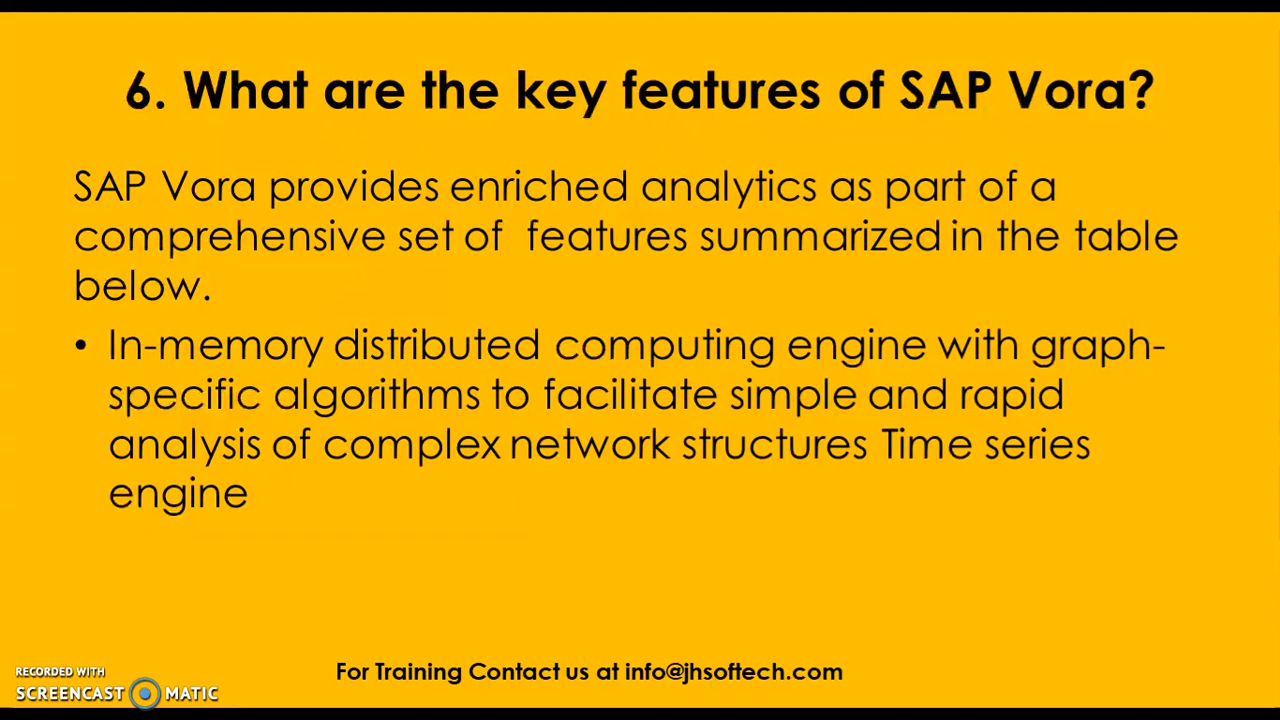 6. What are the key features of SAP Vora?
SAP Vora provides enriched analytics as part of a
comprehensive set of features summarized in the table
below.
• In-memory distributed computing engine with graph-
specific algorithms to facilitate simple and rapid
analysis of complex network structures Time series
engine
For Training Contact us at info@jhsoftech.com
RECORDED WITH
SCREENCAST MATIC